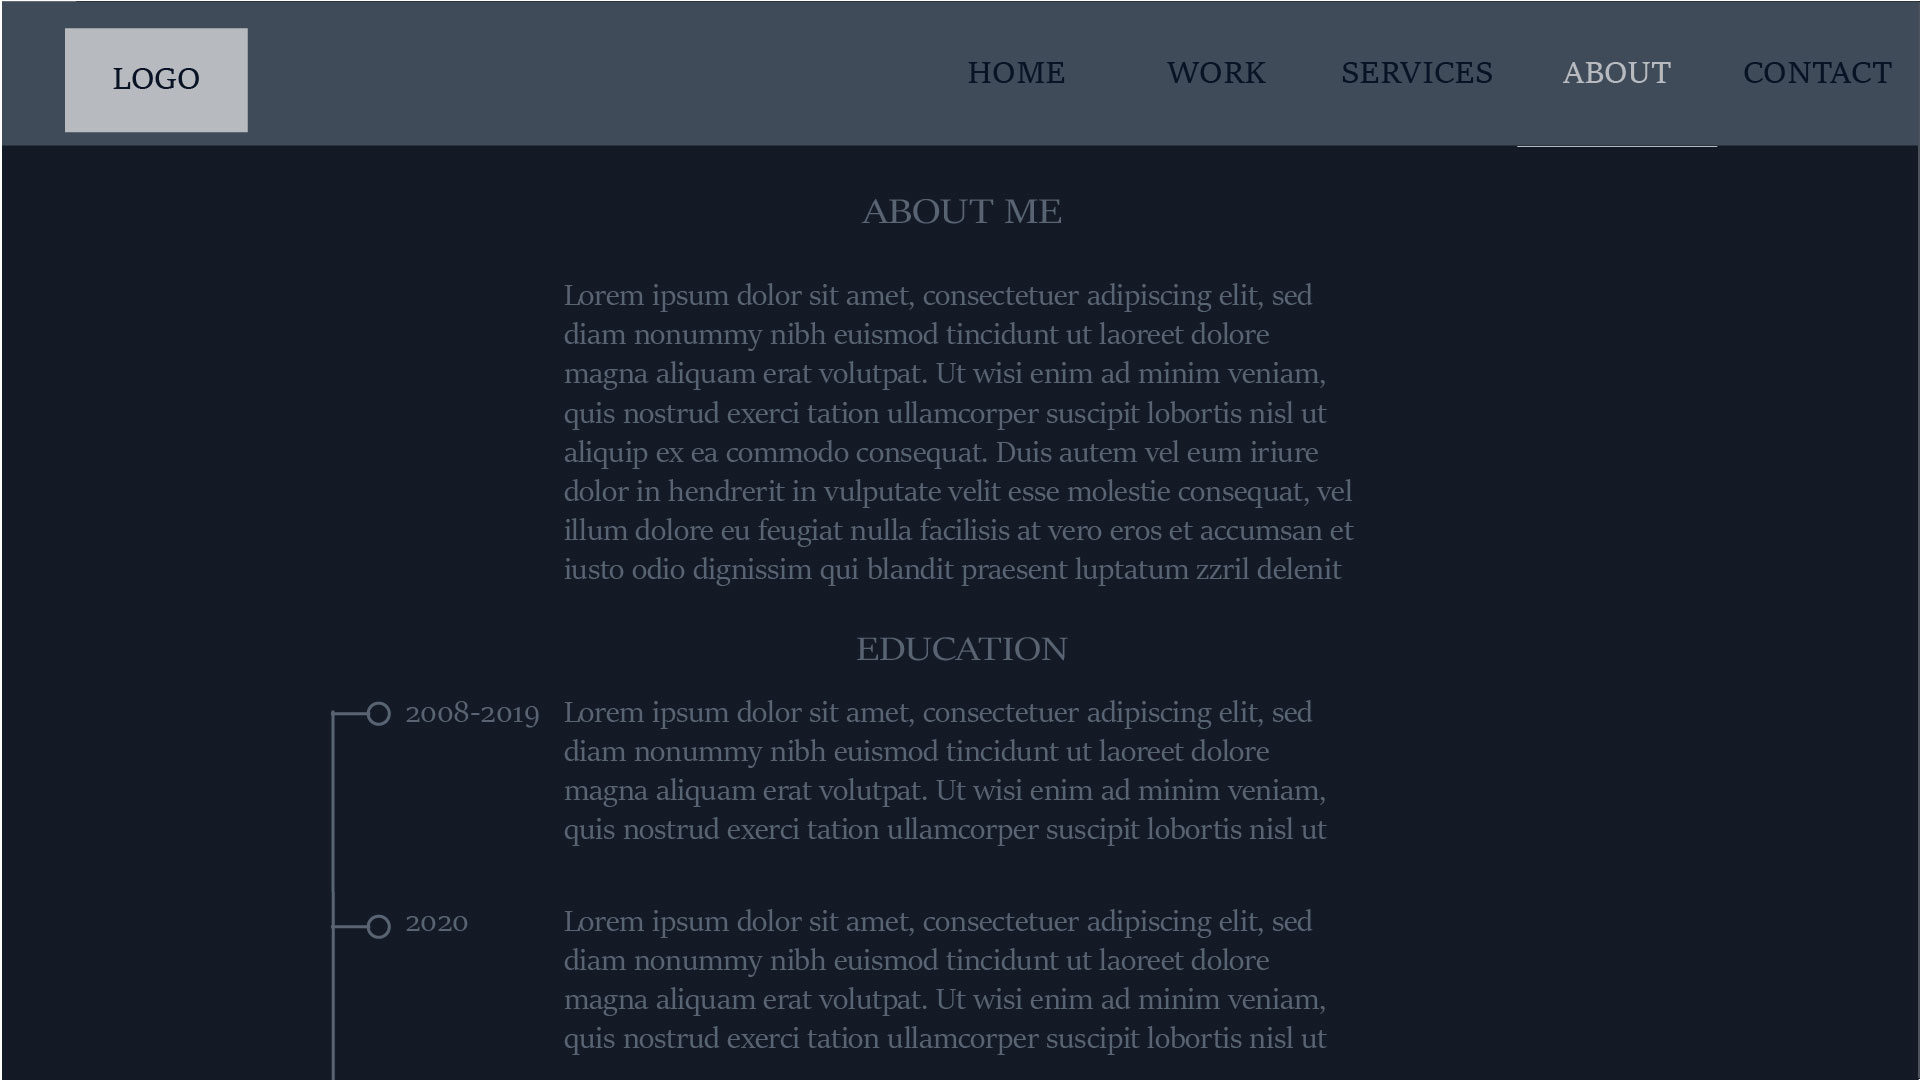 LOGO
HOME WORK SERVICES ABOUT CONTACT
ABOUT ME
Lorem ipsum dolor sit amet, consectetuer adipiscing elit, sed
diam nonummy nibh euismod tincidunt ut laoreet dolore
magna aliquam erat volutpat. Ut wisi enim ad minim veniam,
quis nostrud exerci tation ullamcorper suscipit lobortis nisl ut
aliquip ex ea commodo consequat. Duis autem vel eum iriure
dolor in hendrerit in vulputate velit esse molestie consequat, vel
illum dolore eu feugiat nulla facilisis at vero eros et accumsan et
iusto odio dignissim qui blandit praesent luptatum zzril delenit
EDUCATION
2008-2019 Lorem ipsum dolor sit amet, consectetuer adipiscing elit, sed
diam nonummy nibh euismod tincidunt ut laoreet dolore
magna aliquam erat volutpat. Ut wisi enim ad minim veniam,
quis nostrud exerci tation ullamcorper suscipit lobortis nisl ut
2020 Lorem ipsum dolor sit amet, consectetuer adipiscing elit, sed
diam nonummy nibh euismod tincidunt ut laoreet dolore
magna aliquam erat volutpat. Ut wisi enim ad minim veniam,
quis nostrud exerci tation ullamcorper suscipit lobortis nisl ut